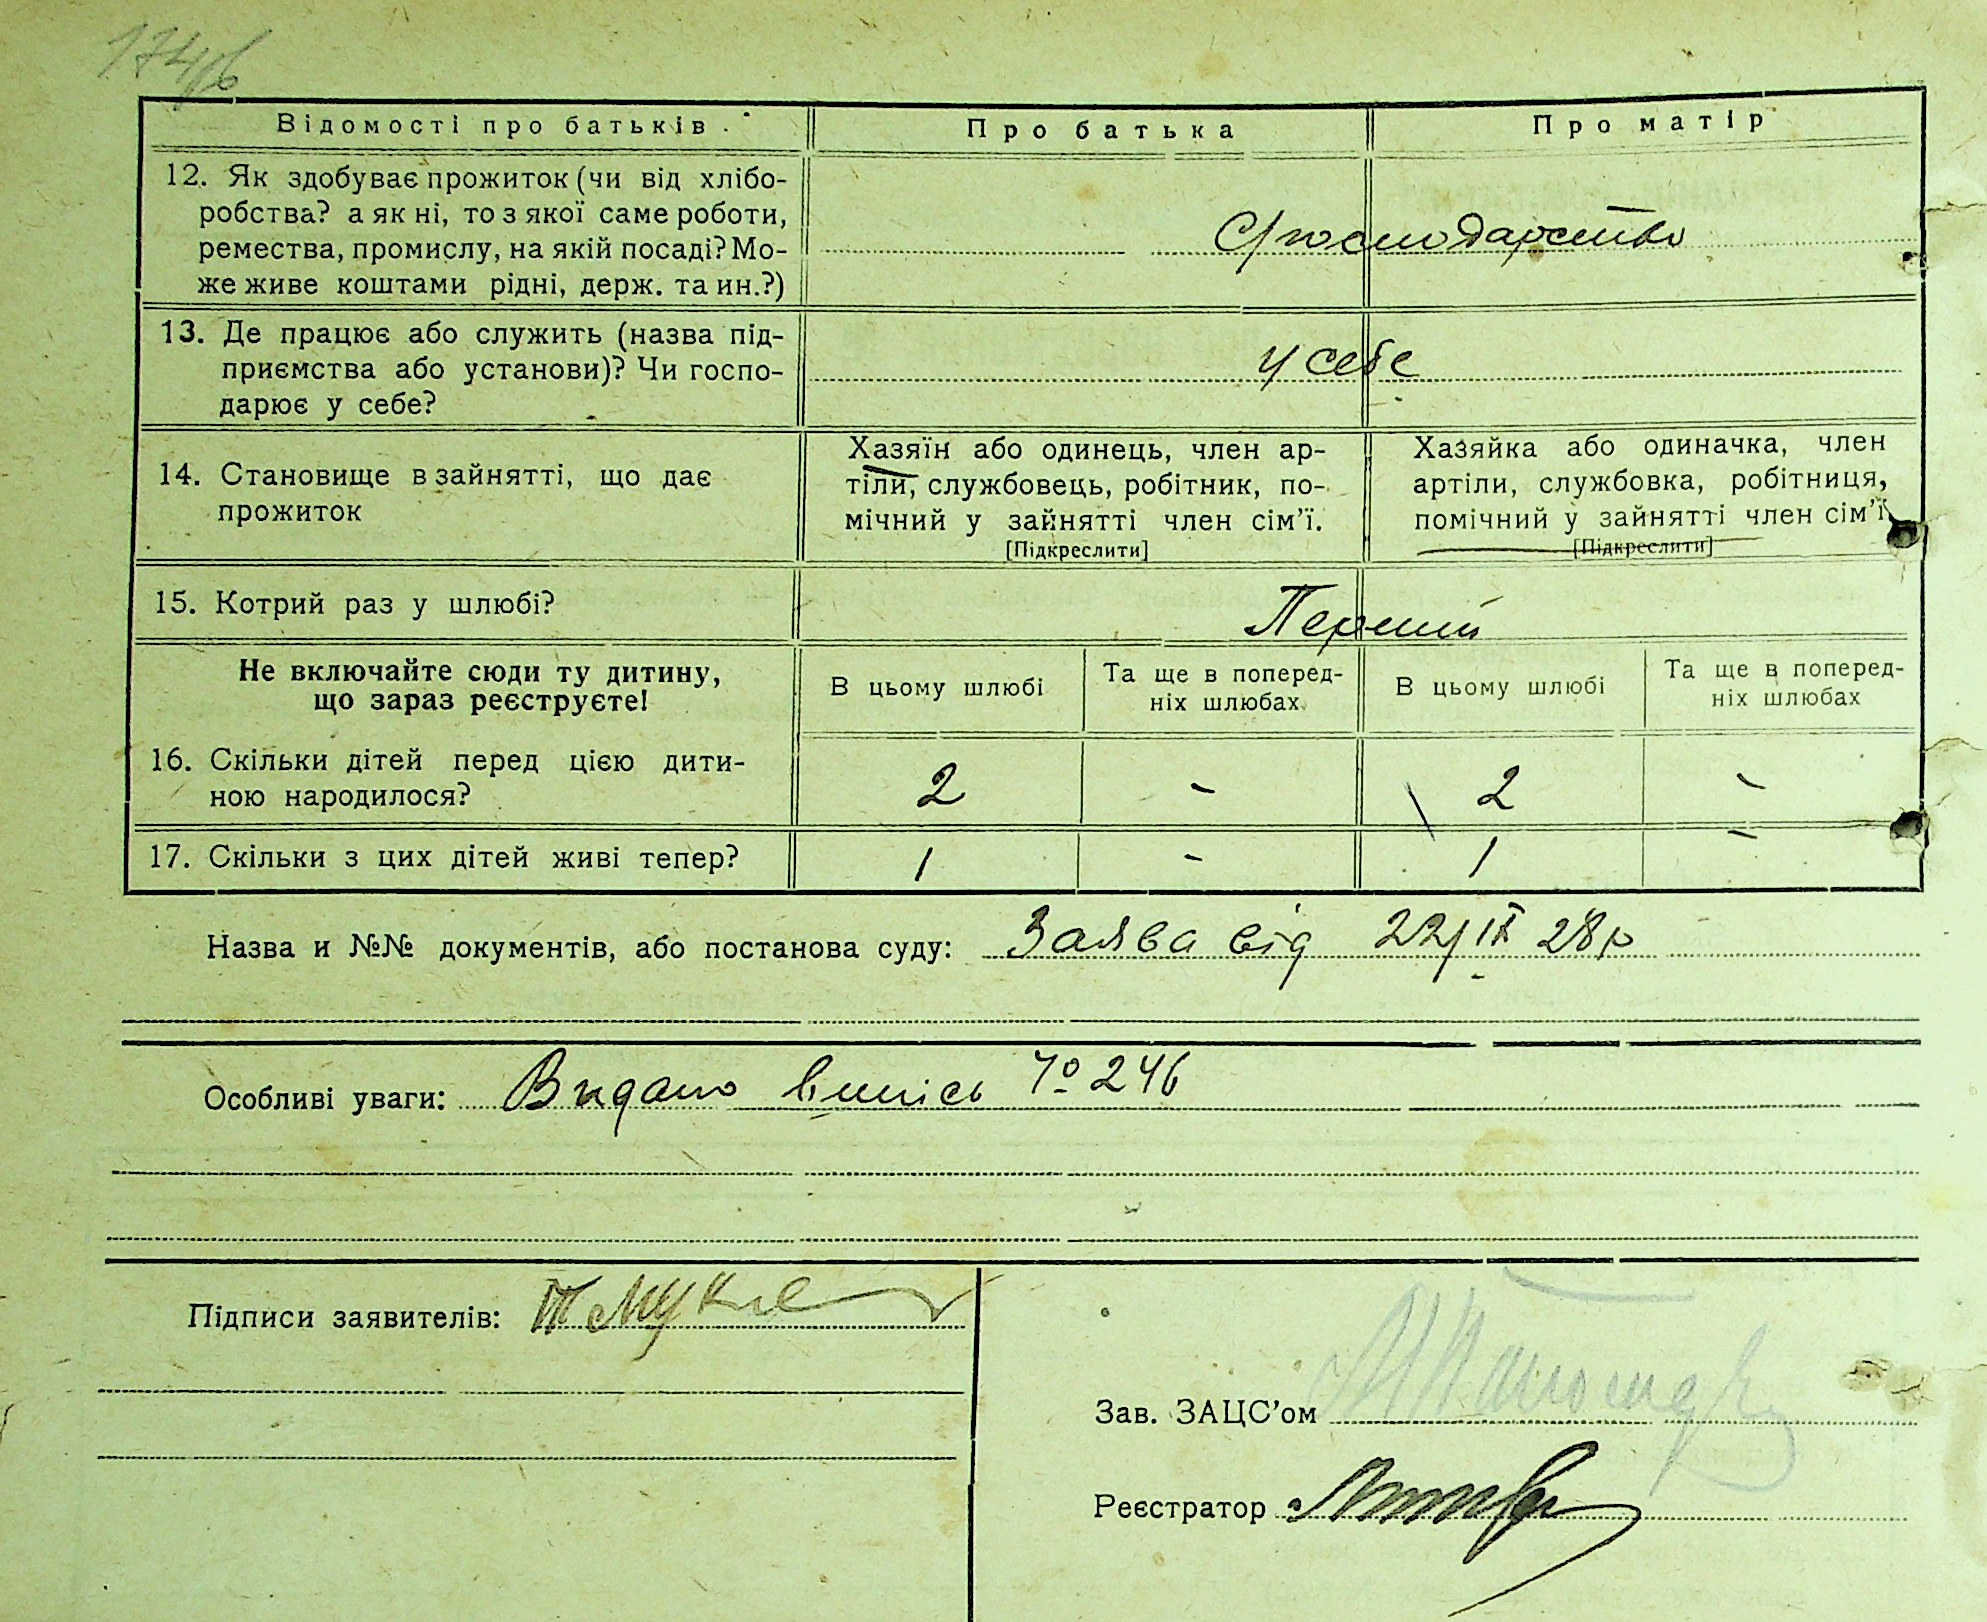 Відомості про батьків.
Про батька
Про матір
12. Як здобуває прожиток (чи від хлібо-
робства? а як ні, то з якої саме роботи,
ремества, промислу, на якій посаді? Мо-
же живе коштами рідні, держ. та ин.?)
С/господарство
13. Де працює або служить (назва під-
приємства або установи)? Чи госпо-
дарює у себе?
у себе
14. Становище в зайнятті, що дає
прожиток
Хазяїн або одинець, член ар-
тіли, службовець, робітник, по-
мічний у зайнятті член сім'ї.
[Підкреслити]
Хазяйка або одиначка, член
артіли, службовка, робітниця,
помічний у зайнятті член сім'ї
[Підкреслити]
15. Котрий раз у шлюбі?
Перший
Не включайте сюди ту дитину,
що зараз реєструєте!
В цьому шлюбі
Та ще в поперед-
ніх шлюбах
В цьому шлюбі
Та ще в поперед-
ніх шлюбах
16. Скільки дітей перед цією дити-
ною народилося?
2 - 2 -
17. Скільки з цих дітей живі тепер?
1 - 1 -
Назва и №№ документів, або постанова суду: Заява від 22/IX 28р
Особливі уваги: Видано випись № 246
Підписи заявителів:
Зав. ЗАЦС'ом
Реєстратор